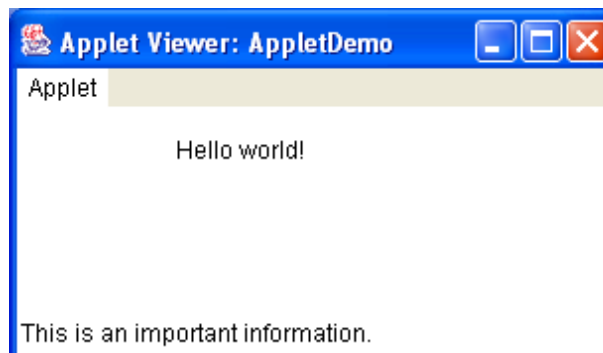 Applet Viewer: AppletDemo
Applet
Hello world!
This is an important information.